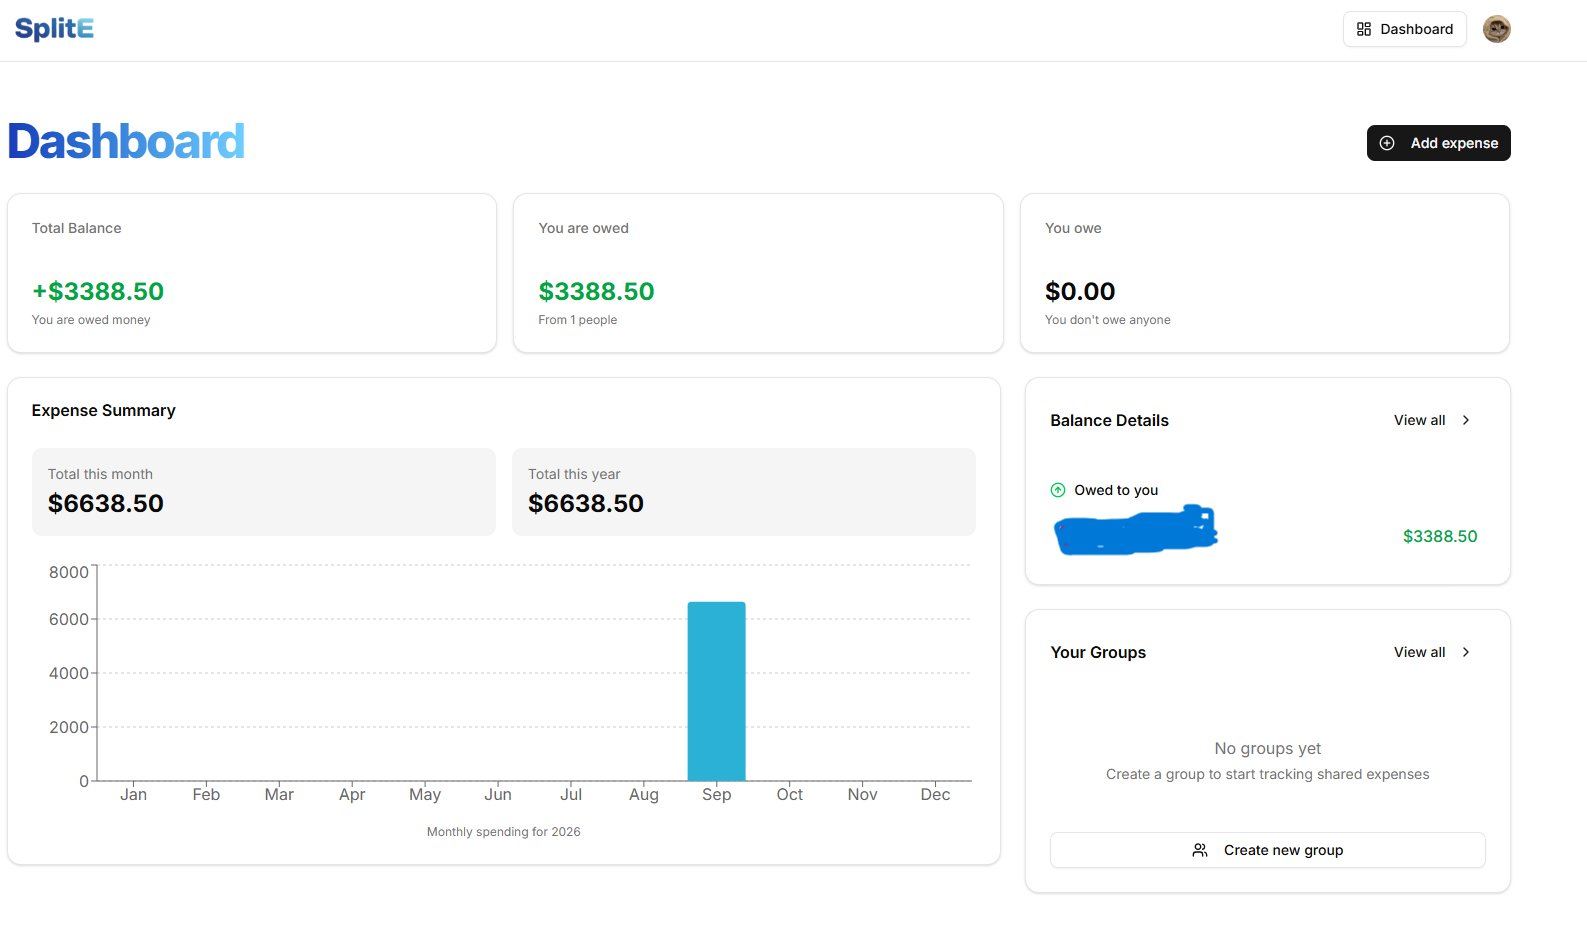 SplitE
Dashboard
Dashboard
Add expense
Total Balance
+$3388.50
You are owed money
You are owed
$3388.50
From 1 people
You owe
$0.00
You don't owe anyone
Expense Summary
Total this month
$6638.50
Total this year
$6638.50
8000
6000
4000
2000
0
Jan Feb Mar Apr May Jun Jul Aug Sep Oct Nov Dec
Monthly spending for 2026
Balance Details
View all
Owed to you
$3388.50
Your Groups
View all
No groups yet
Create a group to start tracking shared expenses
Create new group